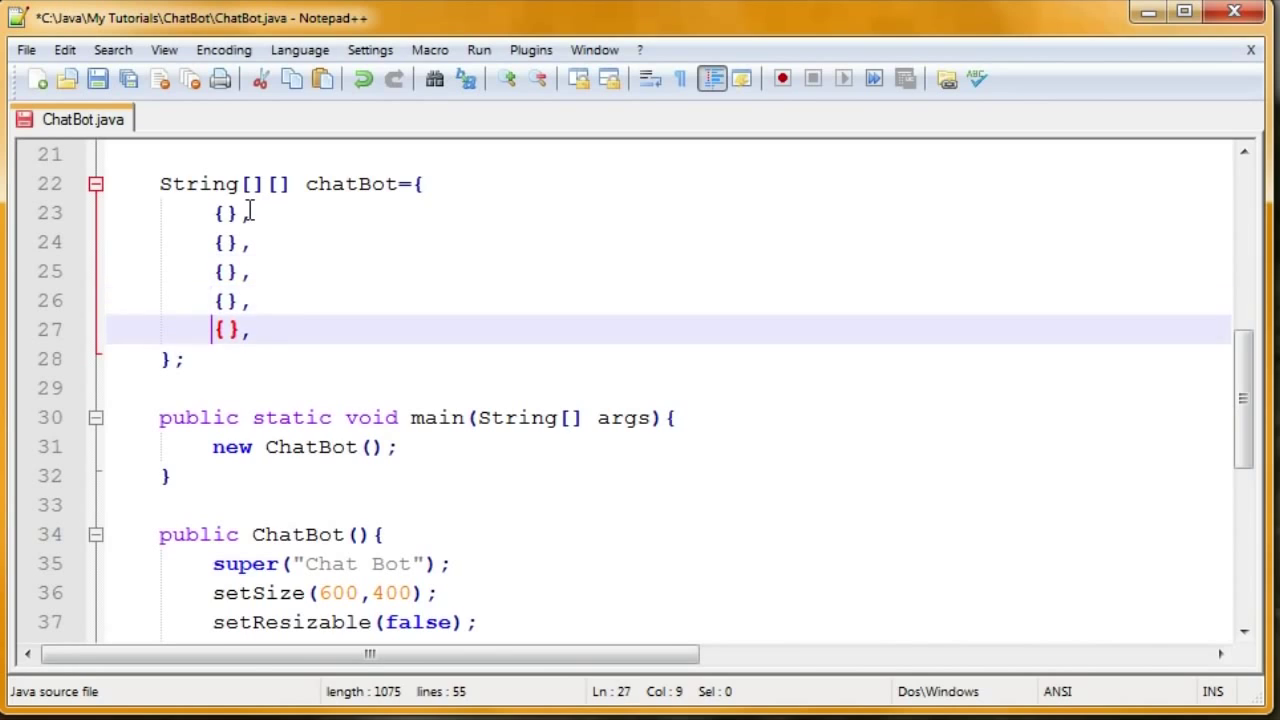 *C:\Java\My Tutorials\ChatBot\ChatBot.java - Notepad++
File Edit Search View Encoding Language Settings Macro Run Plugins Window ? X
ABC
ChatBot.java
21
22 String[][] chatBot={
23 {},
24 {},
25 {},
26 {},
27 {},
28 };
29
30 public static void main(String[] args){
31 new ChatBot();
32 }
33
34 public ChatBot(){
35 super("Chat Bot");
36 setSize(600,400);
37 setResizable(false);
Java source file length : 1075 lines : 55 Ln : 27 Col : 9 Sel : 0 Dos\Windows ANSI INS